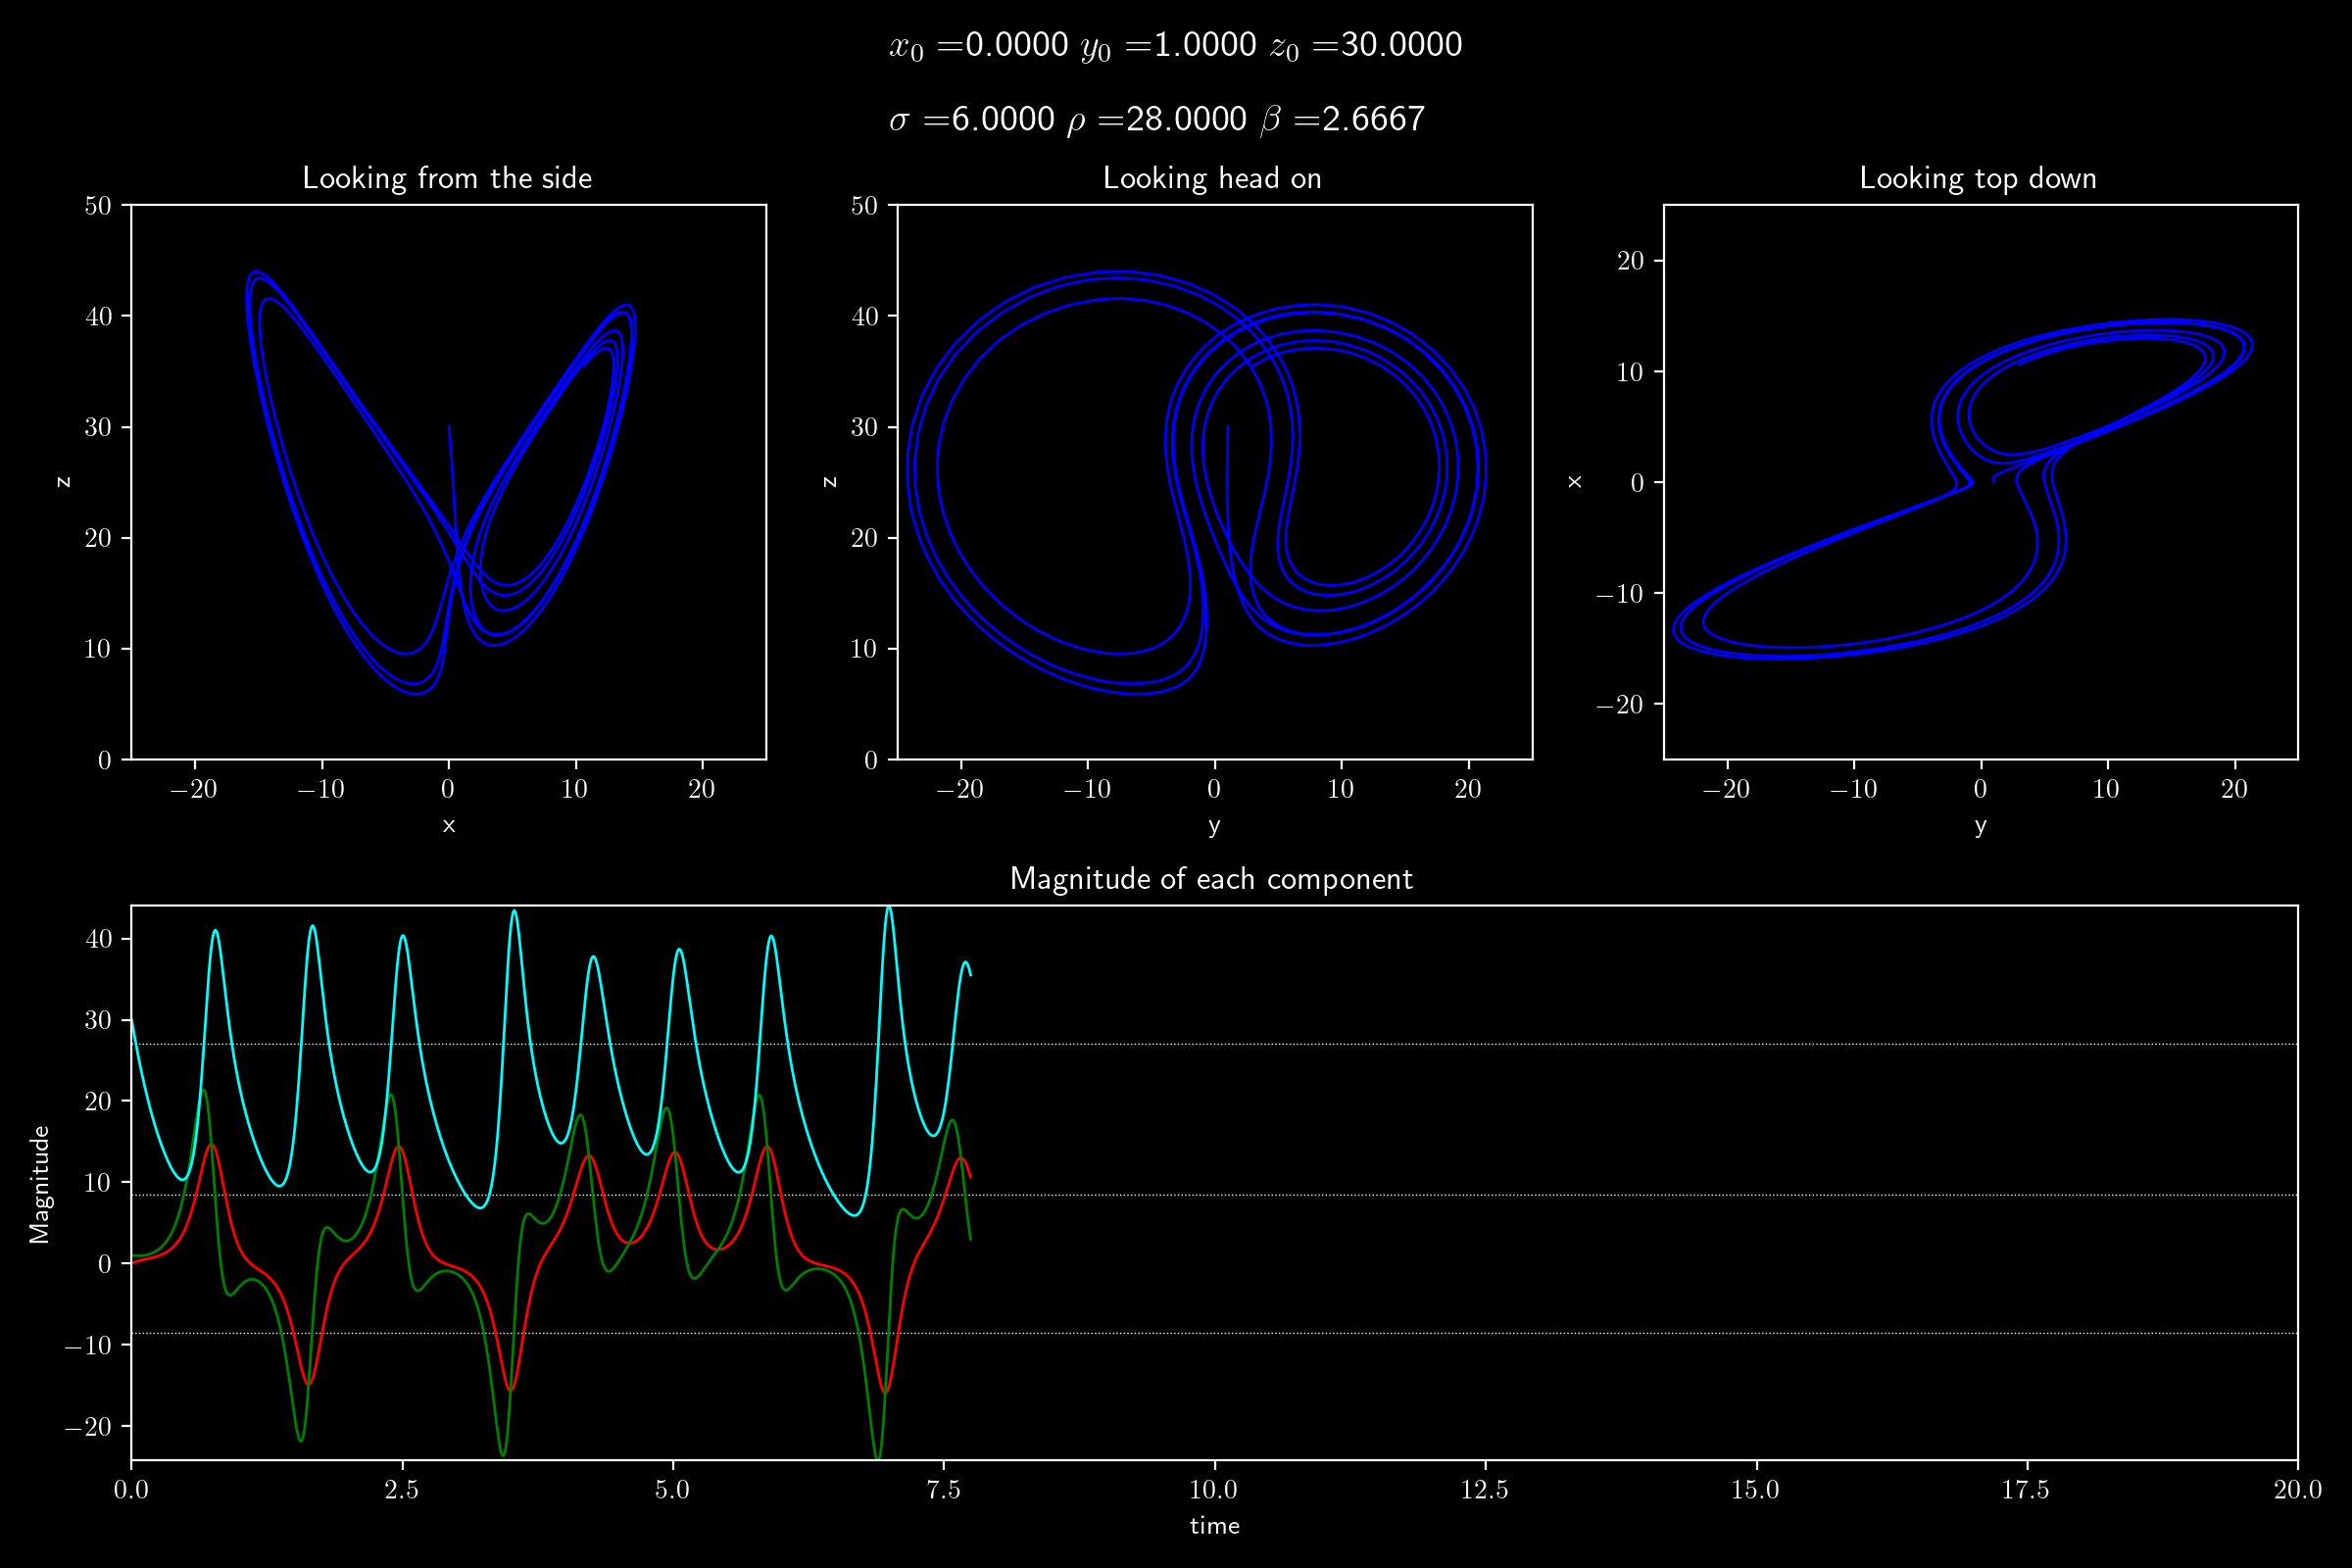 x₀ =0.0000 y₀ =1.0000 z₀ =30.0000
σ =6.0000 ρ =28.0000 β =2.6667
Looking from the side
50
40
30
20
10
0
z
−20 −10 0 10 20
x
Looking head on
50
40
30
20
10
0
z
−20 −10 0 10 20
y
Looking top down
20
10
0
−10
−20
x
−20 −10 0 10 20
y
Magnitude of each component
40
30
20
10
0
−10
−20
Magnitude
0.0 2.5 5.0 7.5 10.0 12.5 15.0 17.5 20.0
time